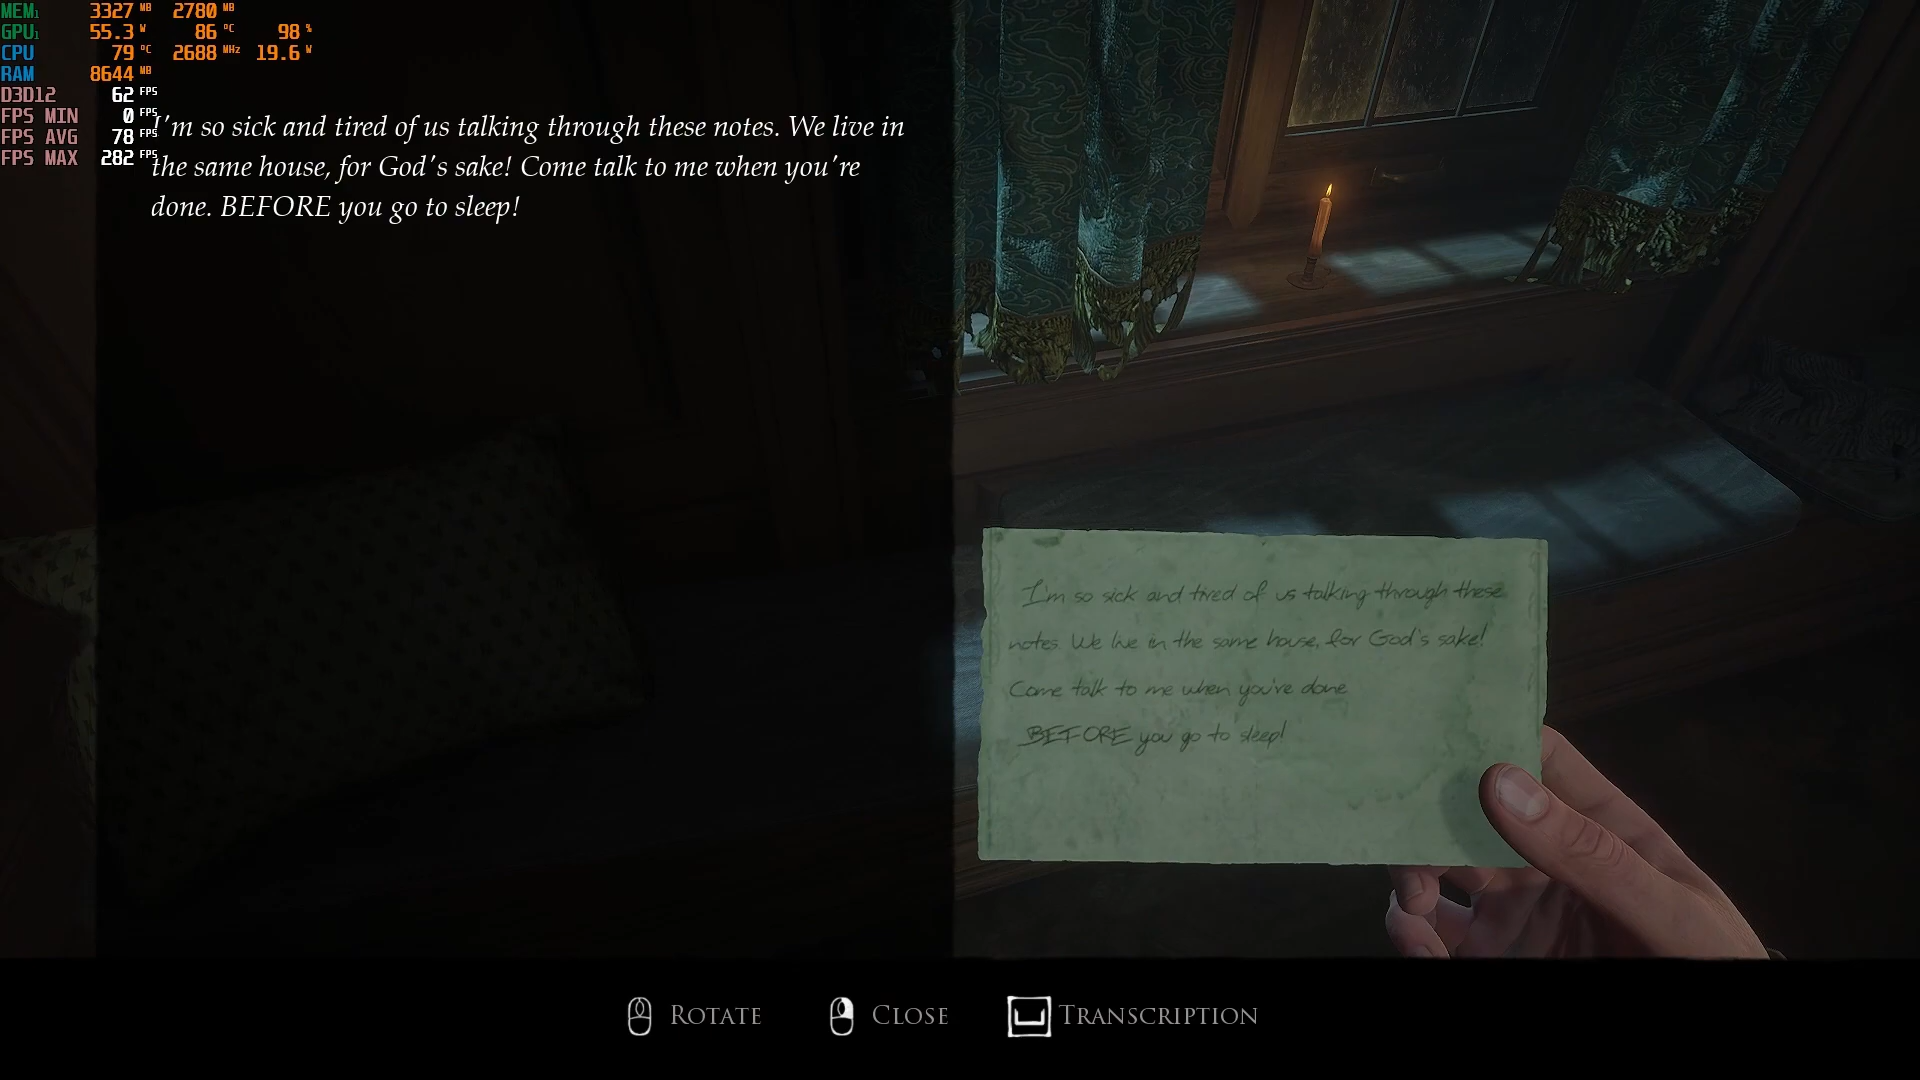 MEM1 3327 MB 2780 MB
GPU1 55.3 W 86 °C 98 %
CPU 79 °C 2688 MHz 19.6 W
RAM 8644 MB
D3D12 62 FPS
FPS MIN 0 FPS
FPS AVG 78 FPS
FPS MAX 282 FPS
I'm so sick and tired of us talking through these notes. We live in
the same house, for God's sake! Come talk to me when you're
done. BEFORE you go to sleep!
I'm so sick and tired of us talking through these
notes. We live in the same house, for God's sake!
Come talk to me when you're done.
BEFORE you go to sleep!
ROTATE CLOSE TRANSCRIPTION